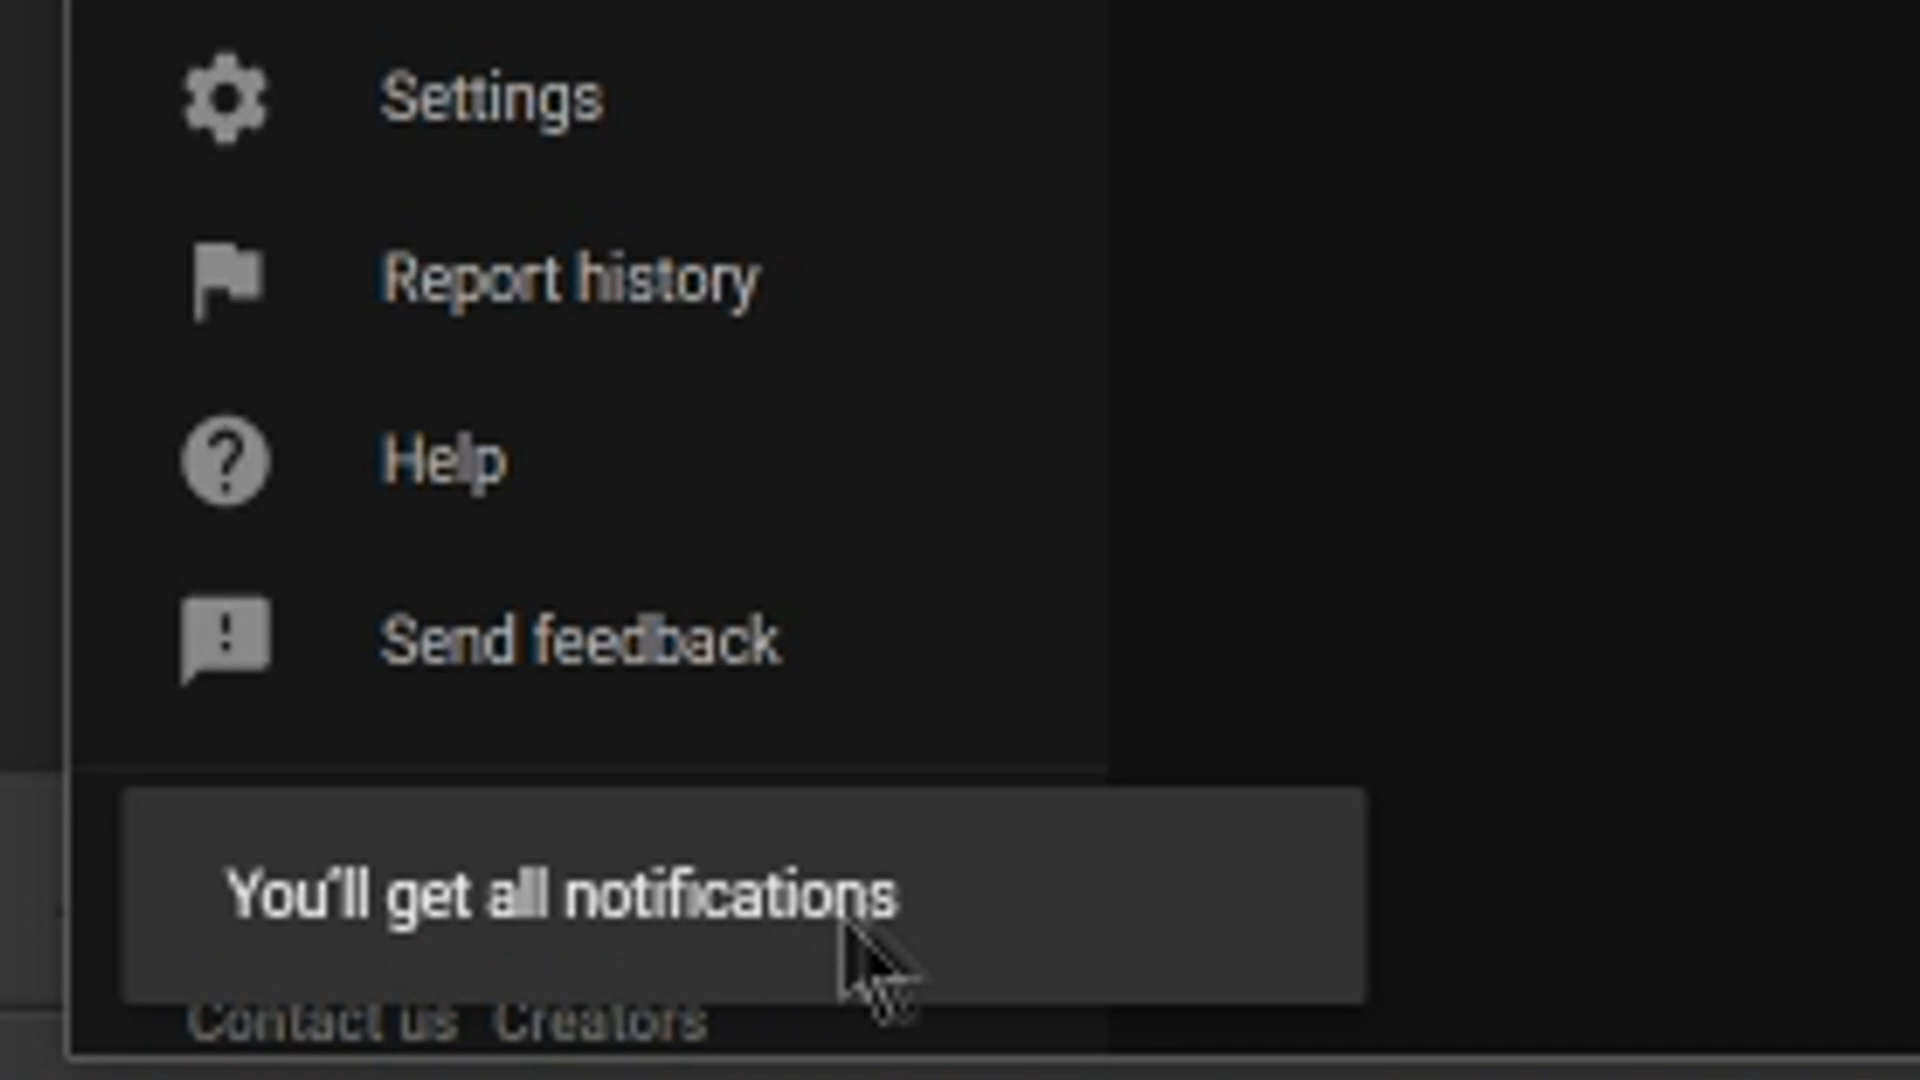 Settings
Report history
Help
Send feedback
You'll get all notifications
Contact us Creators